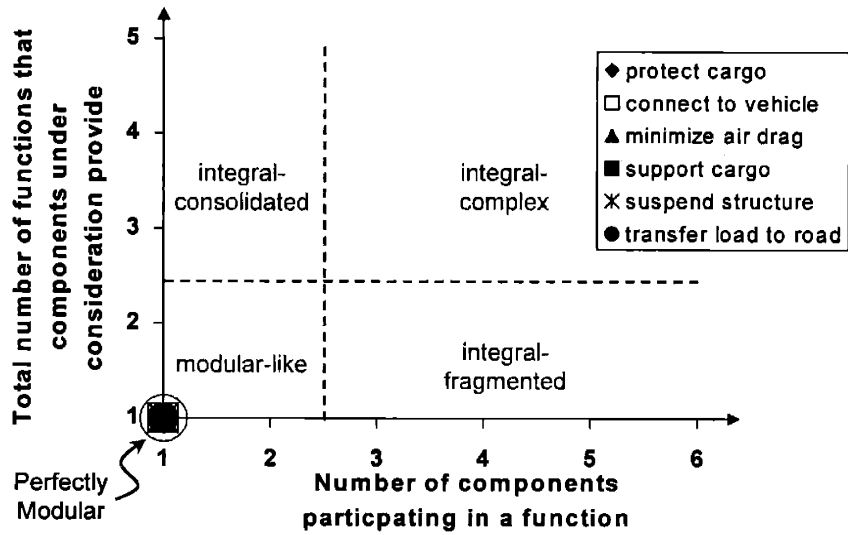 Total number of functions that
components under
consideration provide
5
4
3
2
1
integral-
consolidated
integral-
complex
modular-like
integral-
fragmented
protect cargo
connect to vehicle
minimize air drag
support cargo
suspend structure
transfer load to road
1
2
3
4
5
6
Perfectly
Modular
Number of components
particpating in a function